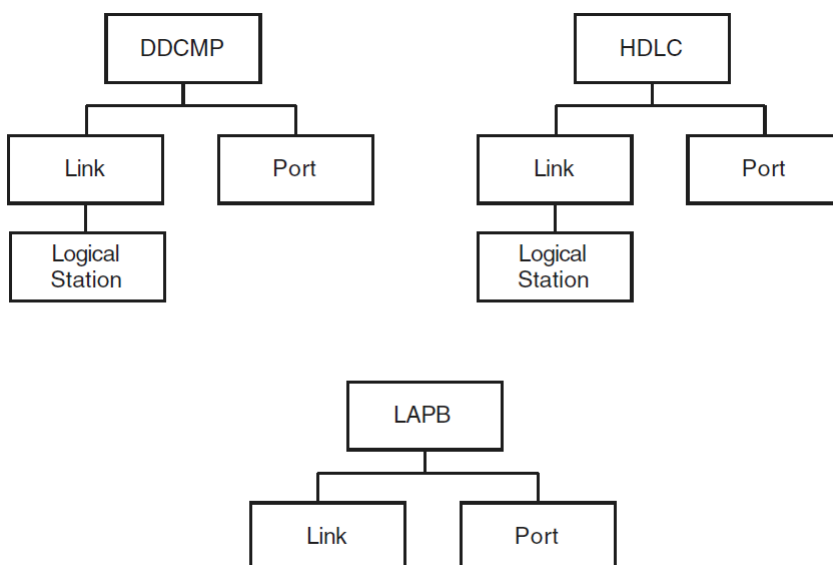 DDCMP
HDLC
Link
Port
Link
Port
Logical
Station
Logical
Station
LAPB
Link
Port